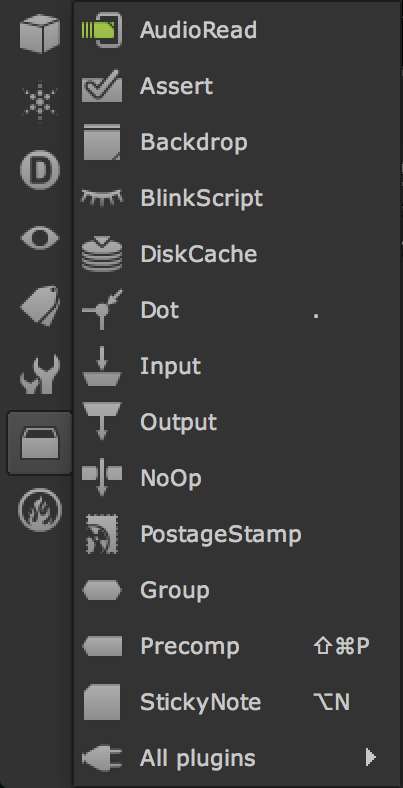 AudioRead
Assert
Backdrop
BlinkScript
DiskCache
Dot .
Input
Output
NoOp
PostageStamp
Group
Precomp ⇧⌘P
StickyNote ⌥N
All plugins
D